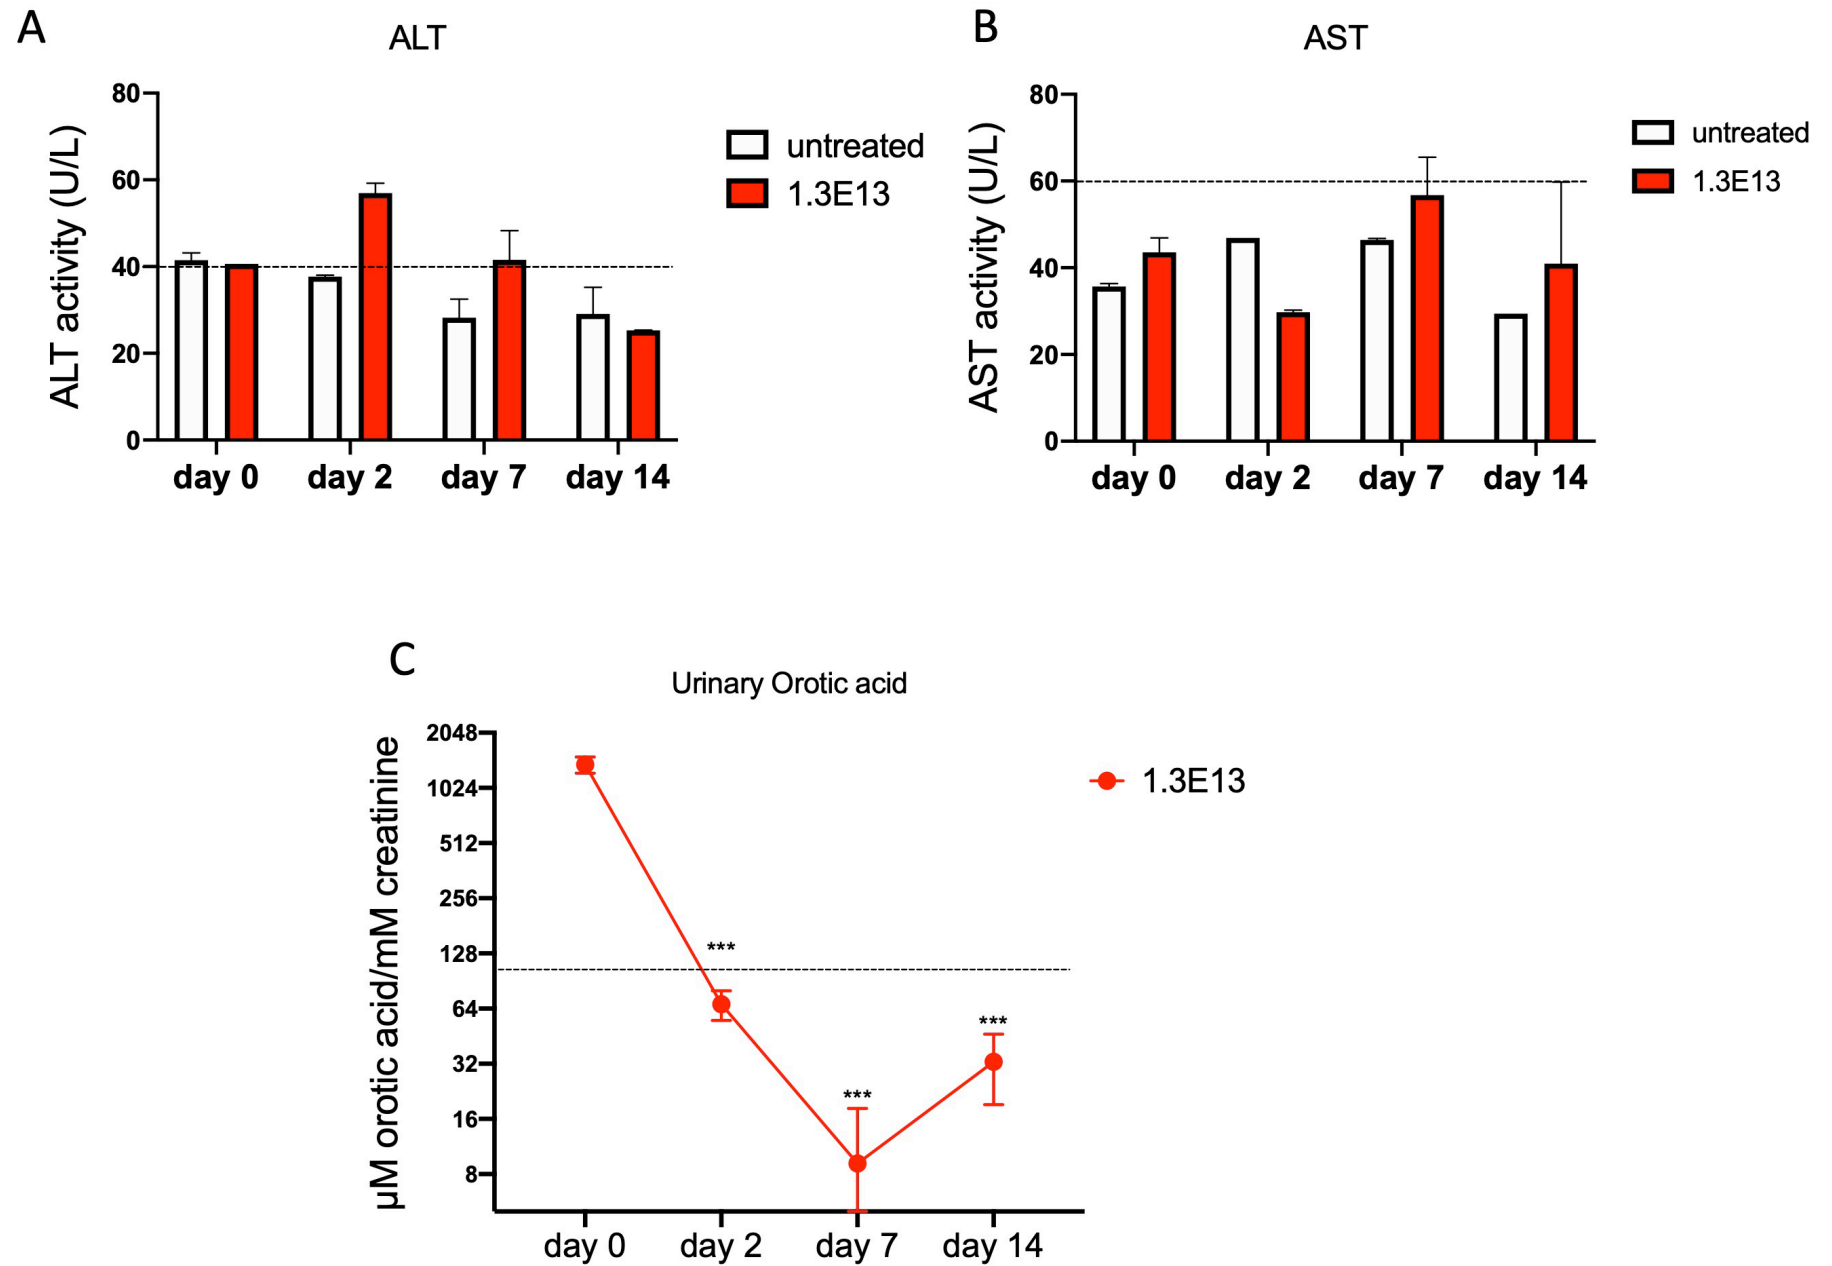 A
ALT
ALT activity (U/L)
80
60
40
20
0
day 0 day 2 day 7 day 14
untreated
1.3E13
B
AST
AST activity (U/L)
80
60
40
20
0
day 0 day 2 day 7 day 14
untreated
1.3E13
C
Urinary Orotic acid
µM orotic acid/mM creatinine
2048
1024
512
256
128
64
32
16
8
***
***
***
day 0 day 2 day 7 day 14
1.3E13